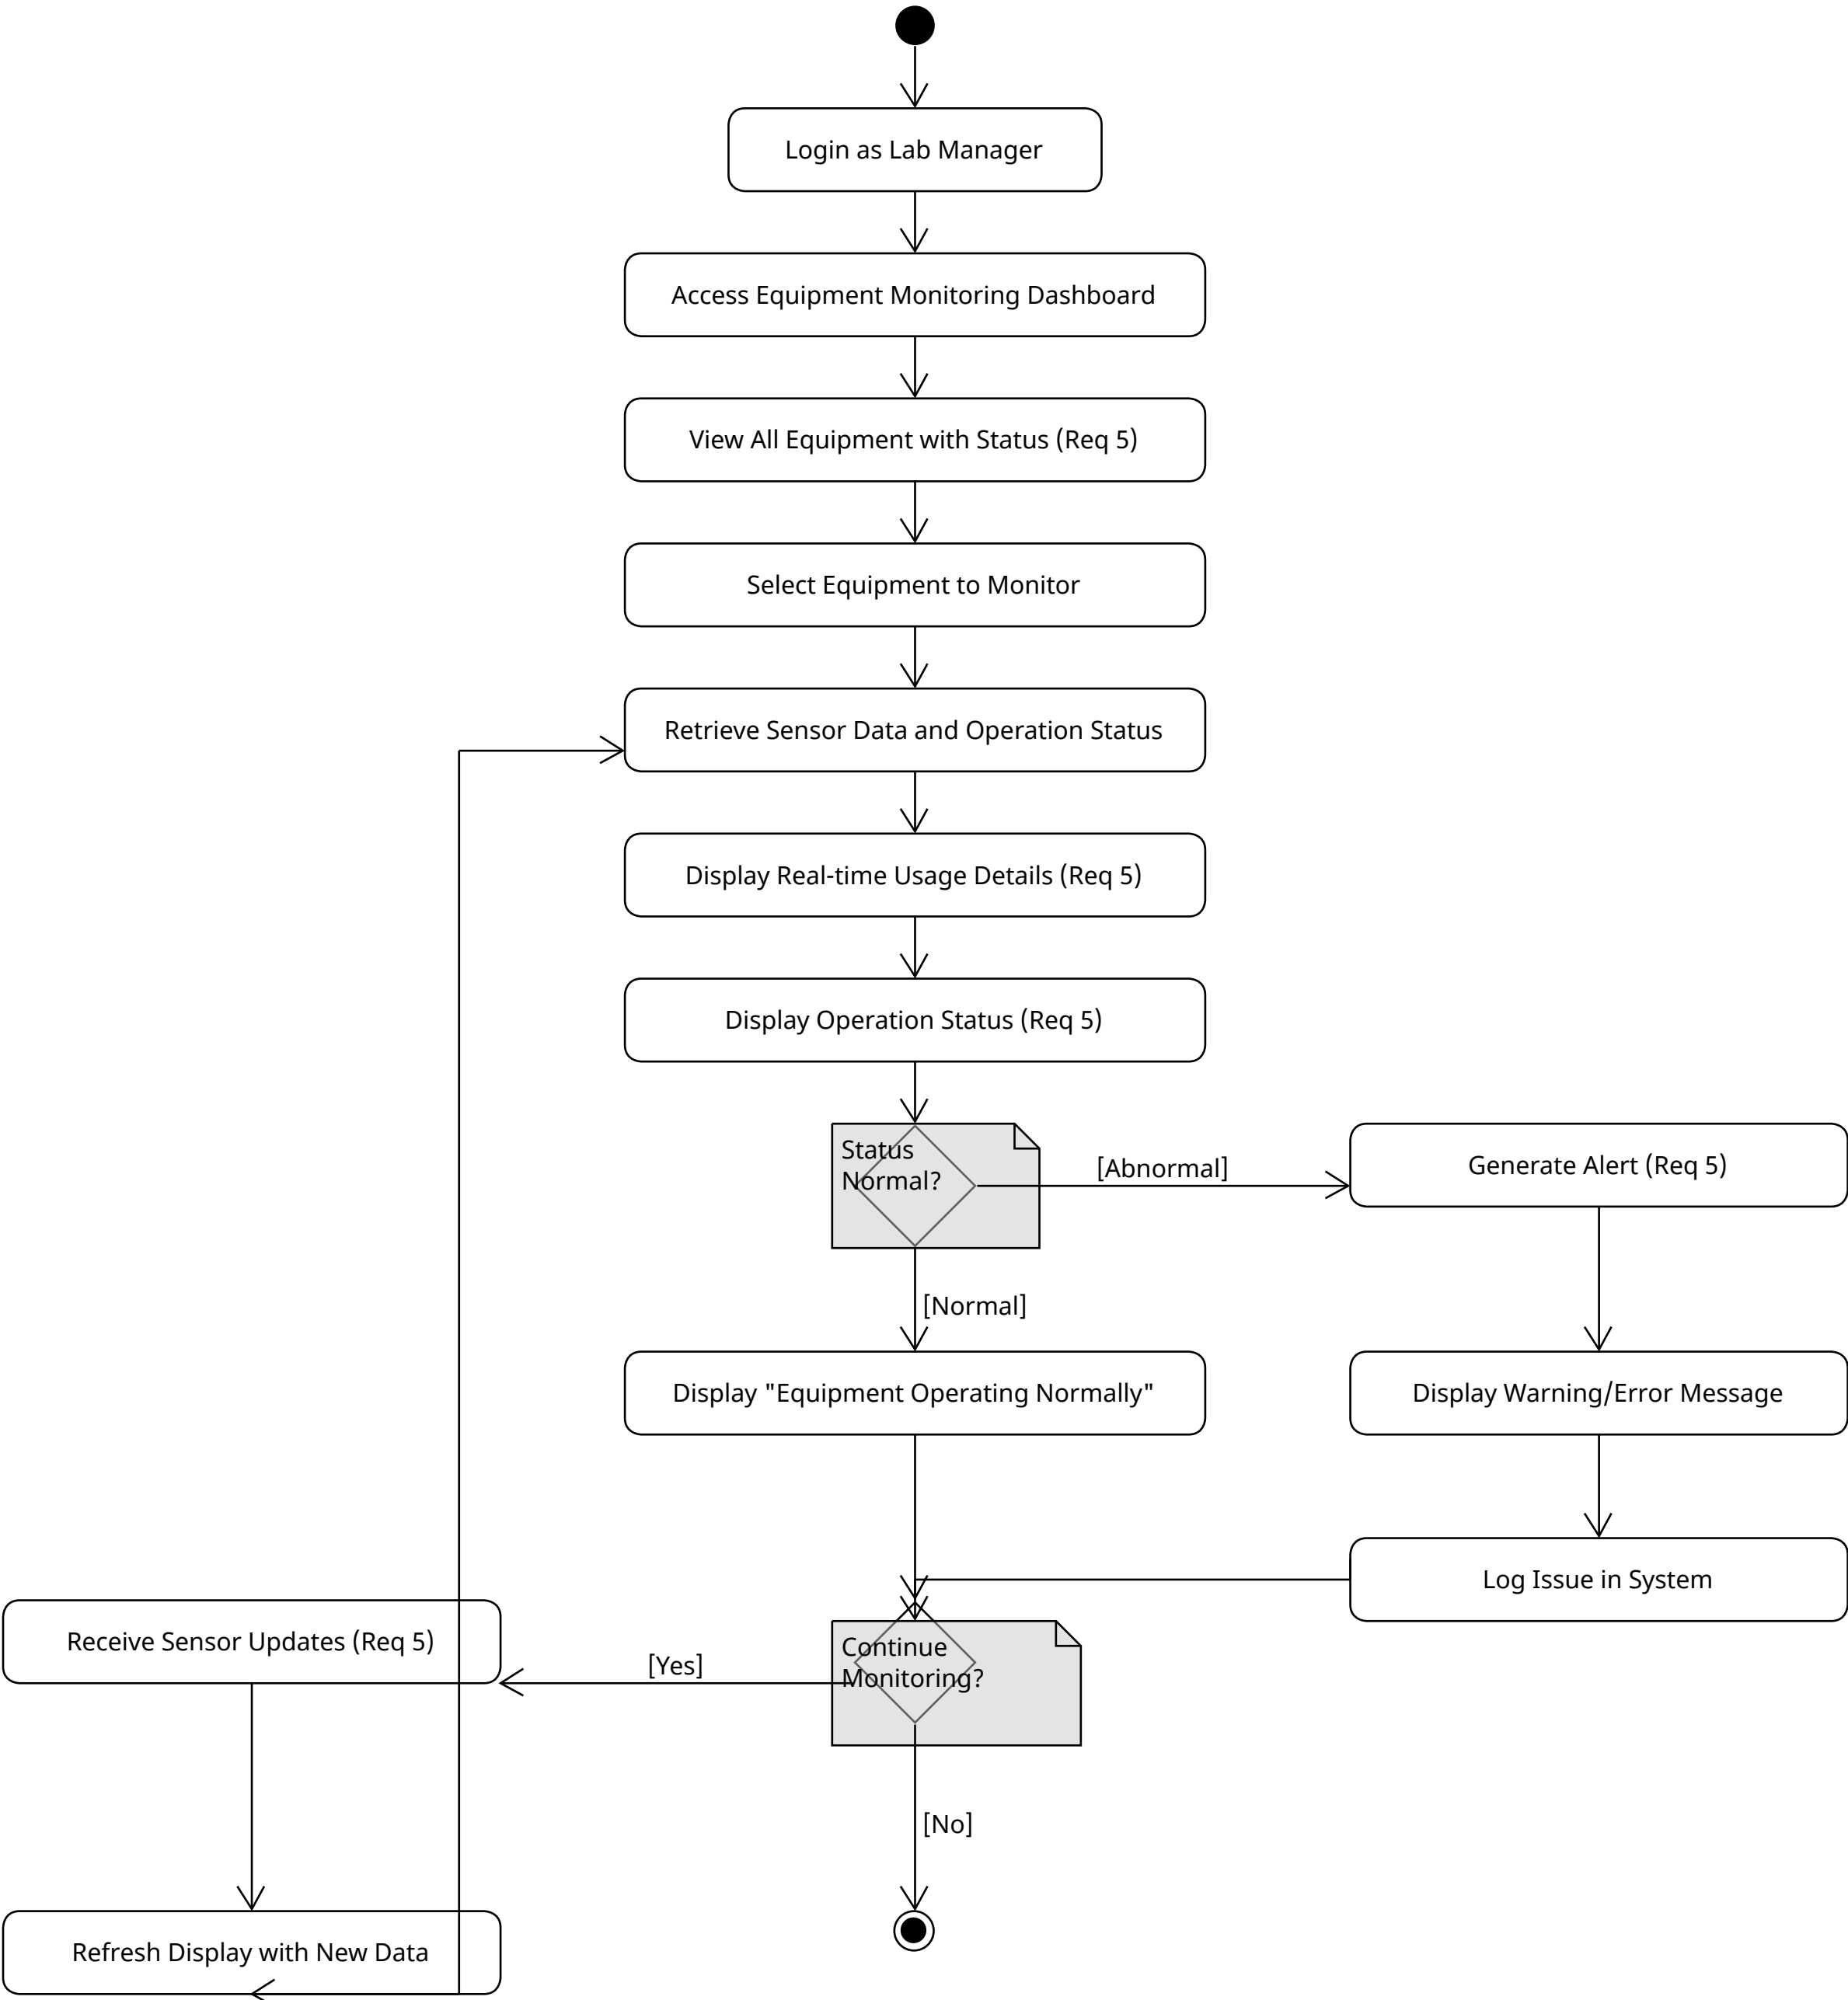 Login as Lab Manager
Access Equipment Monitoring Dashboard
View All Equipment with Status (Req 5)
Select Equipment to Monitor
Retrieve Sensor Data and Operation Status
Display Real-time Usage Details (Req 5)
Display Operation Status (Req 5)
Status
Normal?
[Abnormal]
Generate Alert (Req 5)
[Normal]
Display "Equipment Operating Normally"
Display Warning/Error Message
Log Issue in System
Receive Sensor Updates (Req 5)
[Yes]
Continue
Monitoring?
[No]
Refresh Display with New Data